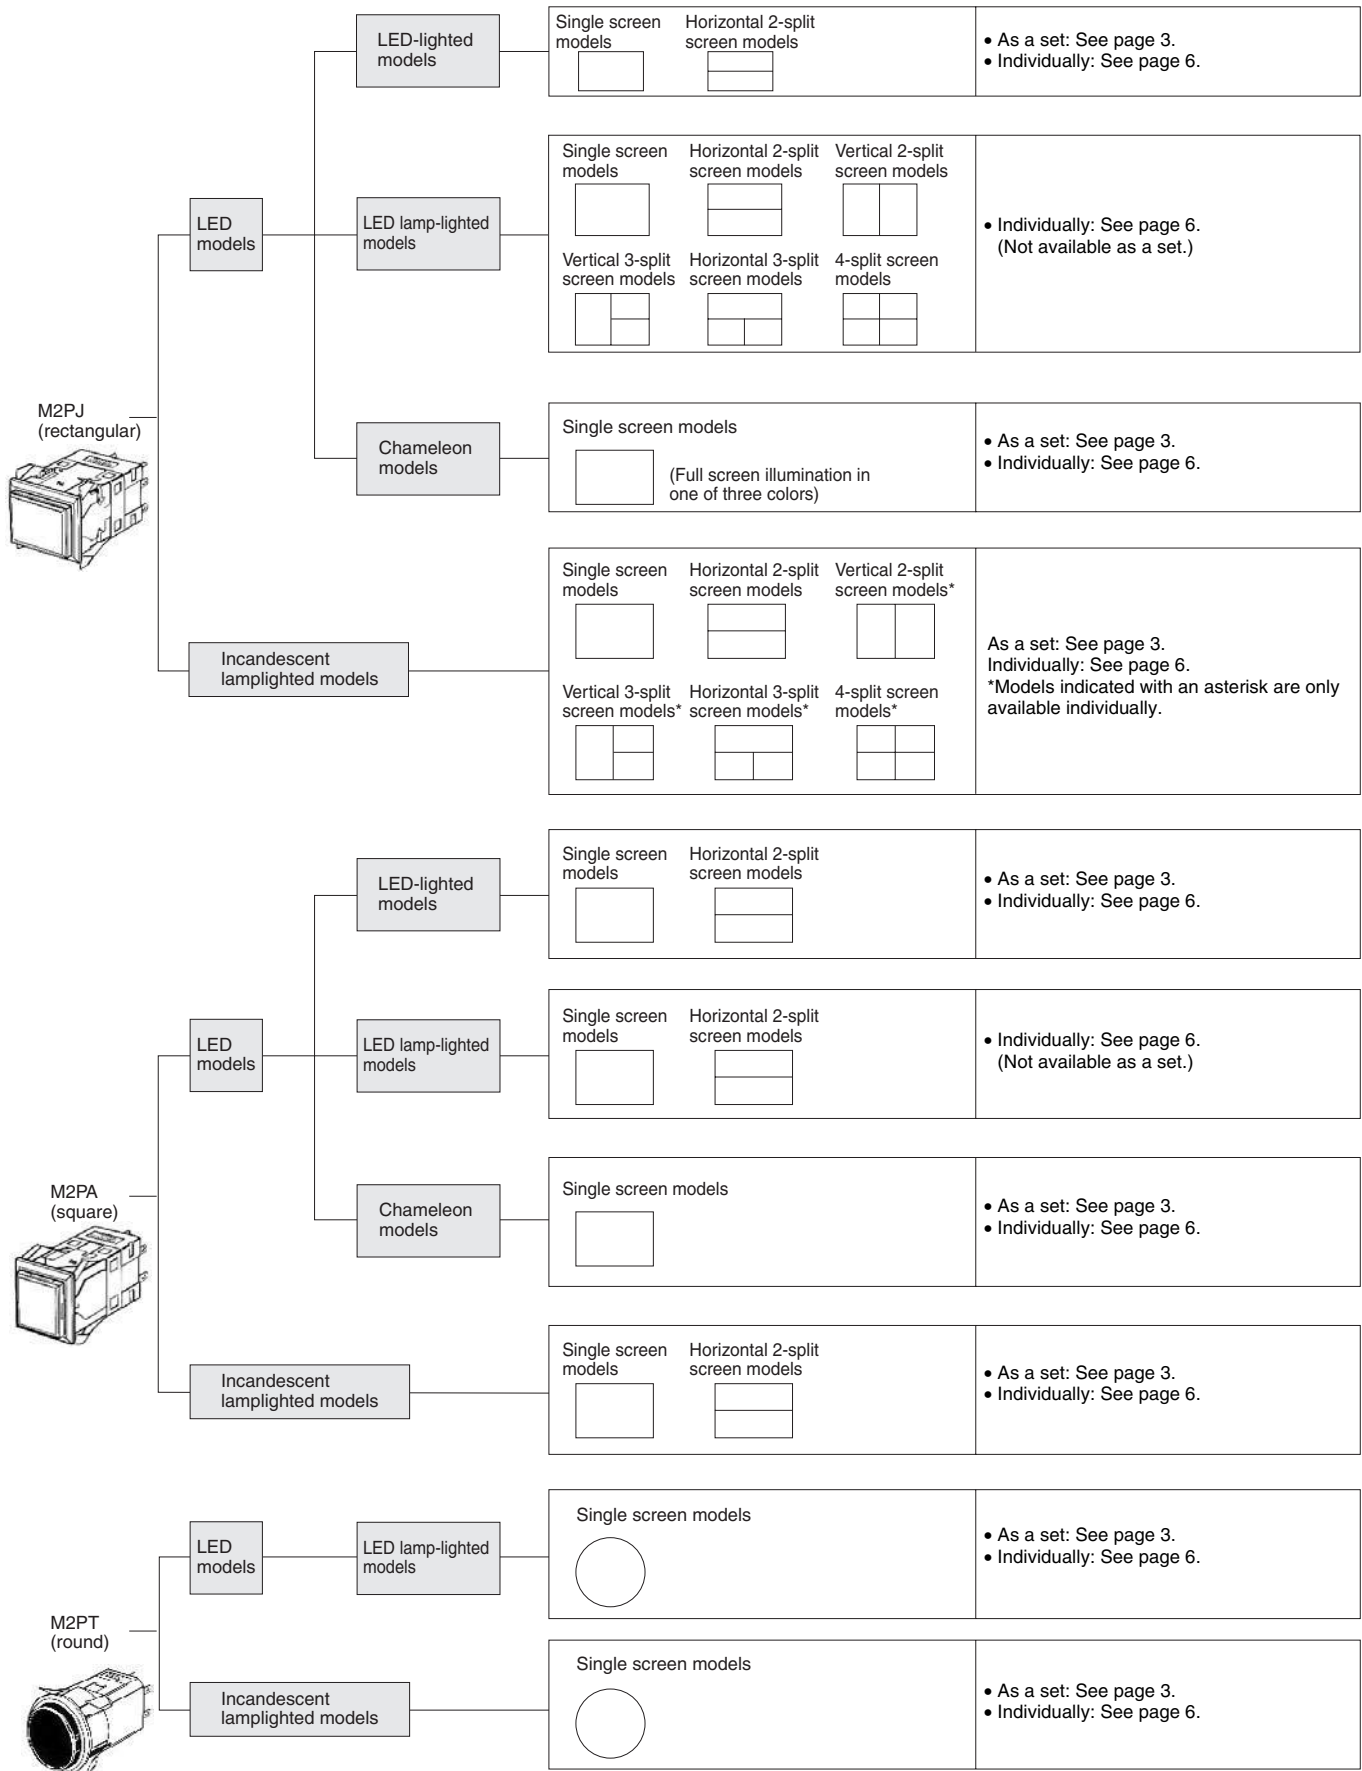 LED-lighted
models
Single screen
models
Horizontal 2-split
screen models
• As a set: See page 3.
• Individually: See page 6.
LED
models
LED lamp-lighted
models
Single screen
models
Horizontal 2-split
screen models
Vertical 2-split
screen models
Vertical 3-split
screen models
Horizontal 3-split
screen models
4-split screen
models
• Individually: See page 6.
(Not available as a set.)
M2PJ
(rectangular)
Chameleon
models
Single screen models
(Full screen illumination in
one of three colors)
• As a set: See page 3.
• Individually: See page 6.
Incandescent
lamplighted models
Single screen
models
Horizontal 2-split
screen models
Vertical 2-split
screen models*
Vertical 3-split
screen models*
Horizontal 3-split
screen models*
4-split screen
models*
As a set: See page 3.
Individually: See page 6.
*Models indicated with an asterisk are only
available individually.
LED-lighted
models
Single screen
models
Horizontal 2-split
screen models
• As a set: See page 3.
• Individually: See page 6.
LED
models
LED lamp-lighted
models
Single screen
models
Horizontal 2-split
screen models
• Individually: See page 6.
(Not available as a set.)
M2PA
(square)
Chameleon
models
Single screen models
• As a set: See page 3.
• Individually: See page 6.
Incandescent
lamplighted models
Single screen
models
Horizontal 2-split
screen models
• As a set: See page 3.
• Individually: See page 6.
LED
models
LED lamp-lighted
models
Single screen models
• As a set: See page 3.
• Individually: See page 6.
M2PT
(round)
Incandescent
lamplighted models
Single screen models
• As a set: See page 3.
• Individually: See page 6.